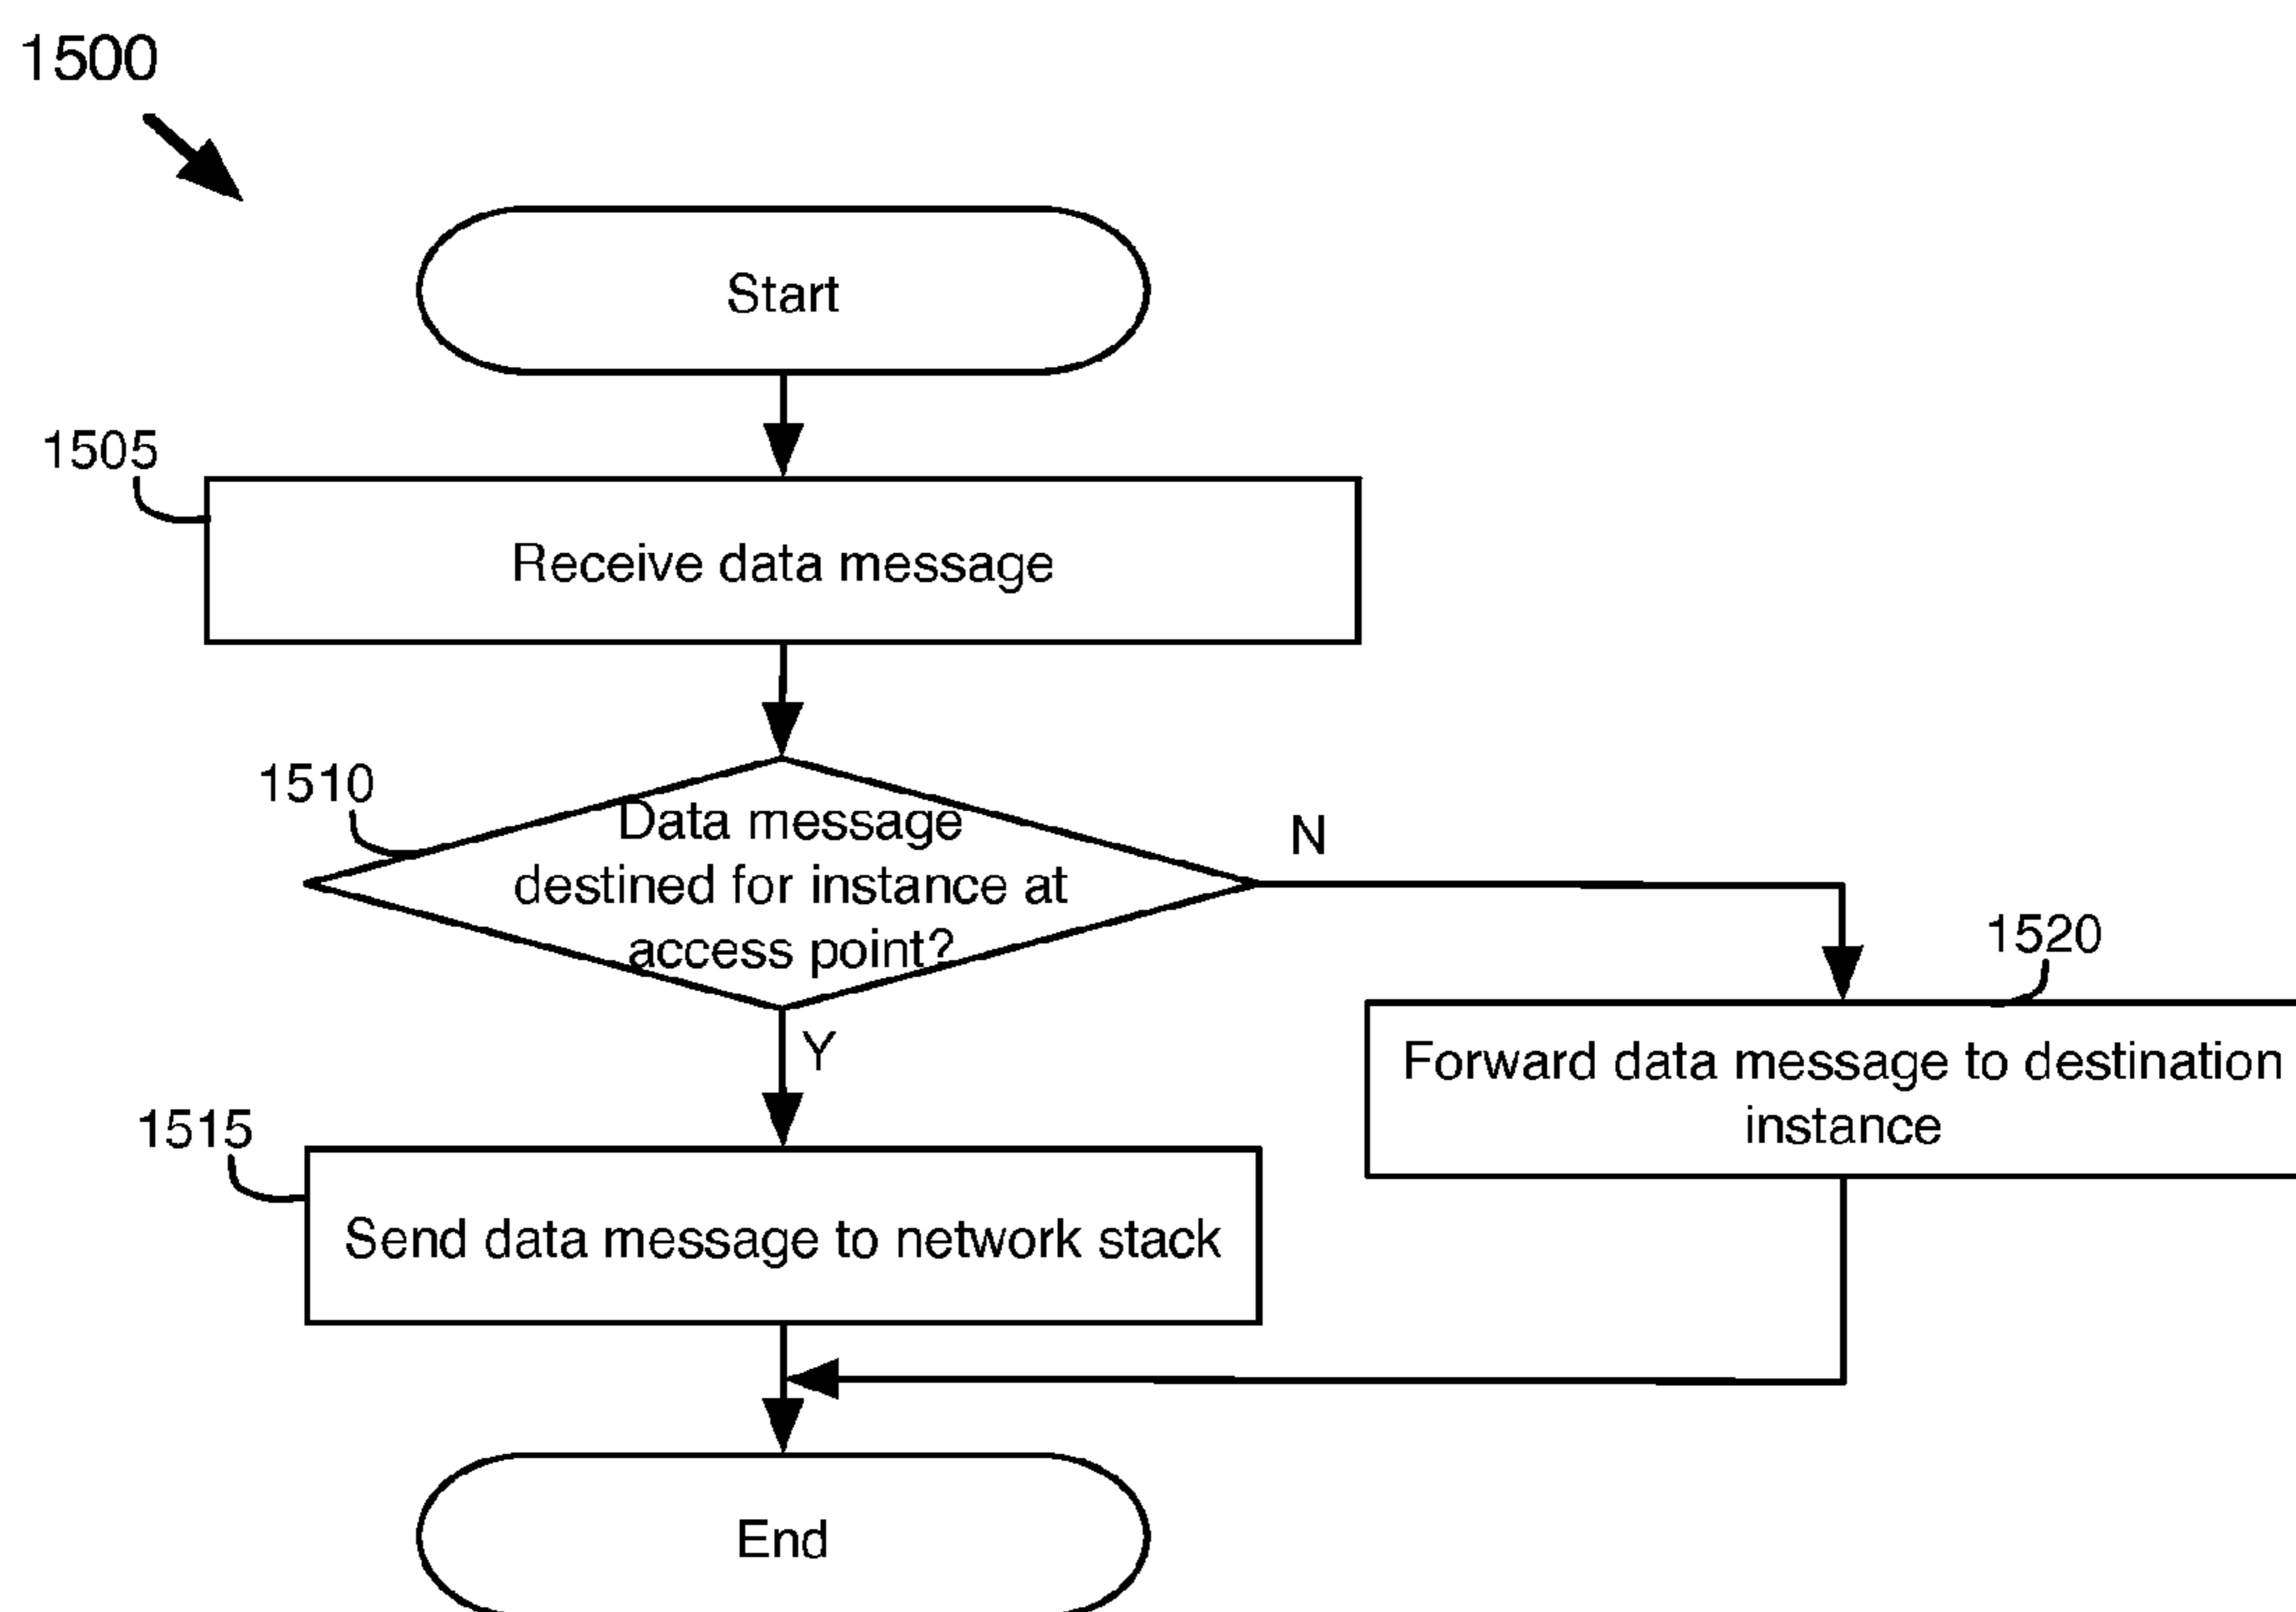 1500
Start
1505
Receive data message
1510
Data message
destined for instance at
access point?
N
Y
1520
Forward data message to destination
instance
1515
Send data message to network stack
End